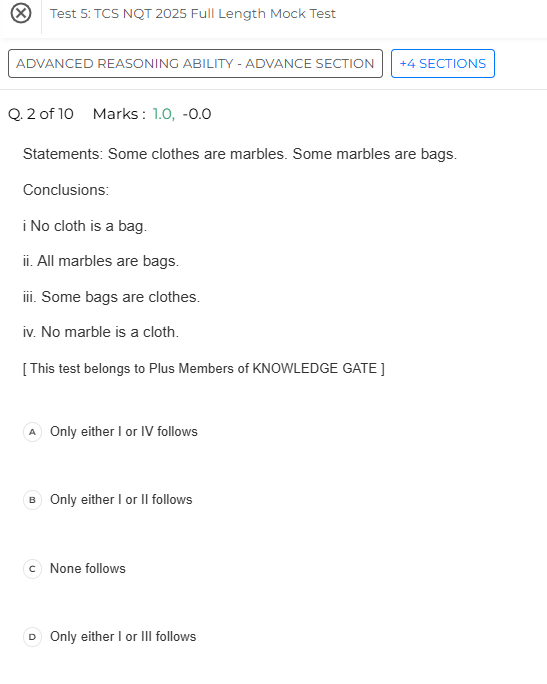 Test 5: TCS NQT 2025 Full Length Mock Test
ADVANCED REASONING ABILITY - ADVANCE SECTION
+4 SECTIONS
Q. 2 of 10 Marks : 1.0, -0.0
Statements: Some clothes are marbles. Some marbles are bags.
Conclusions:
i No cloth is a bag.
ii. All marbles are bags.
iii. Some bags are clothes.
iv. No marble is a cloth.
[ This test belongs to Plus Members of KNOWLEDGE GATE ]
A Only either I or IV follows
B Only either I or II follows
C None follows
D Only either I or III follows